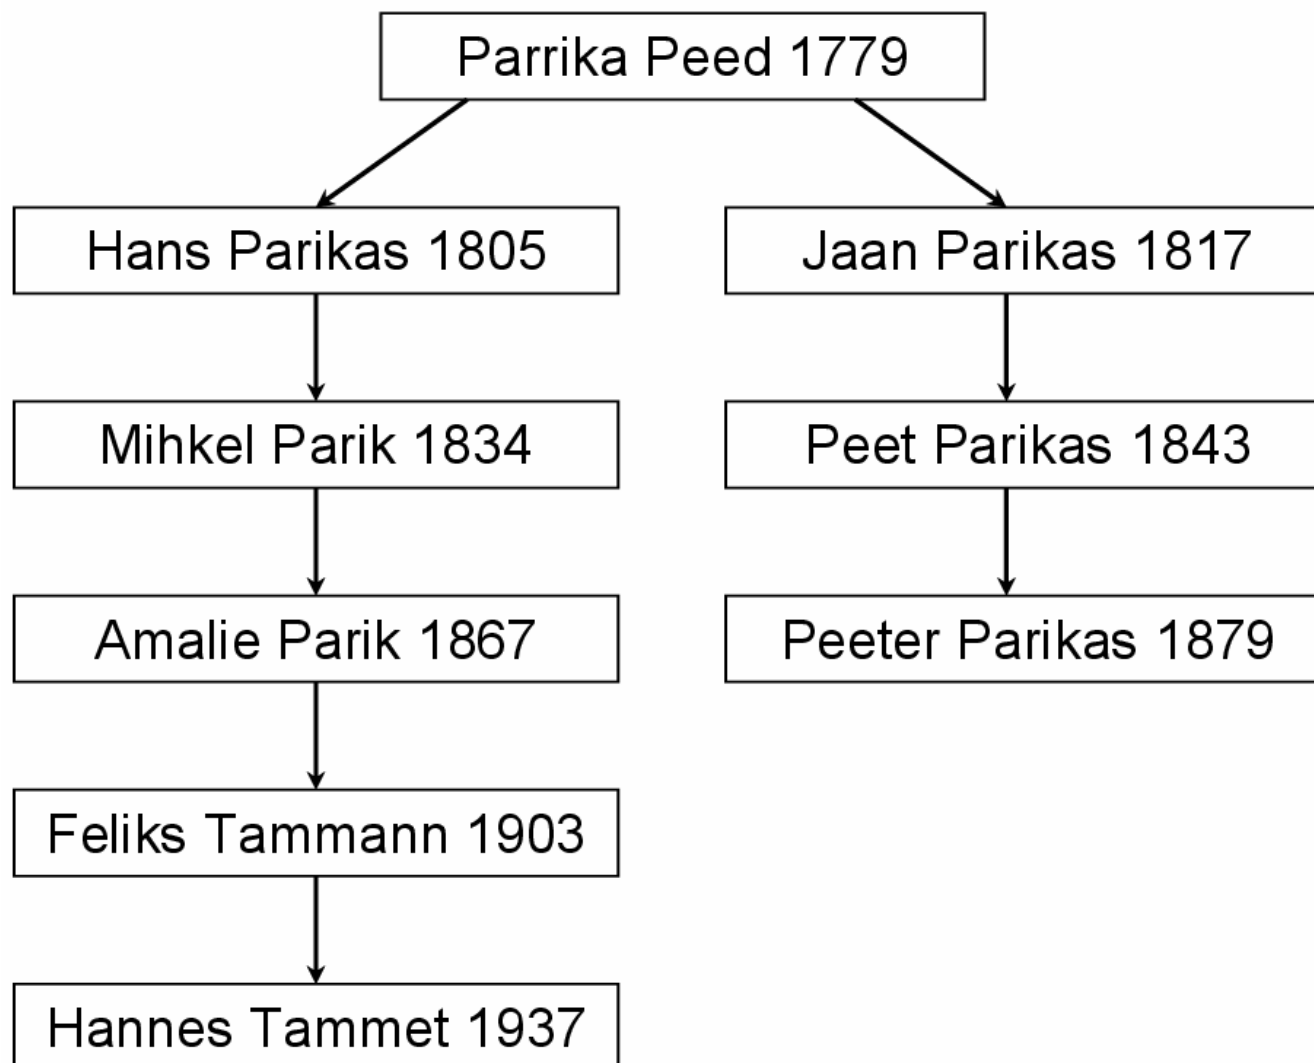 Parrika Peed 1779
Hans Parikas 1805
Jaan Parikas 1817
Mihkel Parik 1834
Peet Parikas 1843
Amalie Parik 1867
Peeter Parikas 1879
Feliks Tammann 1903
Hannes Tammet 1937